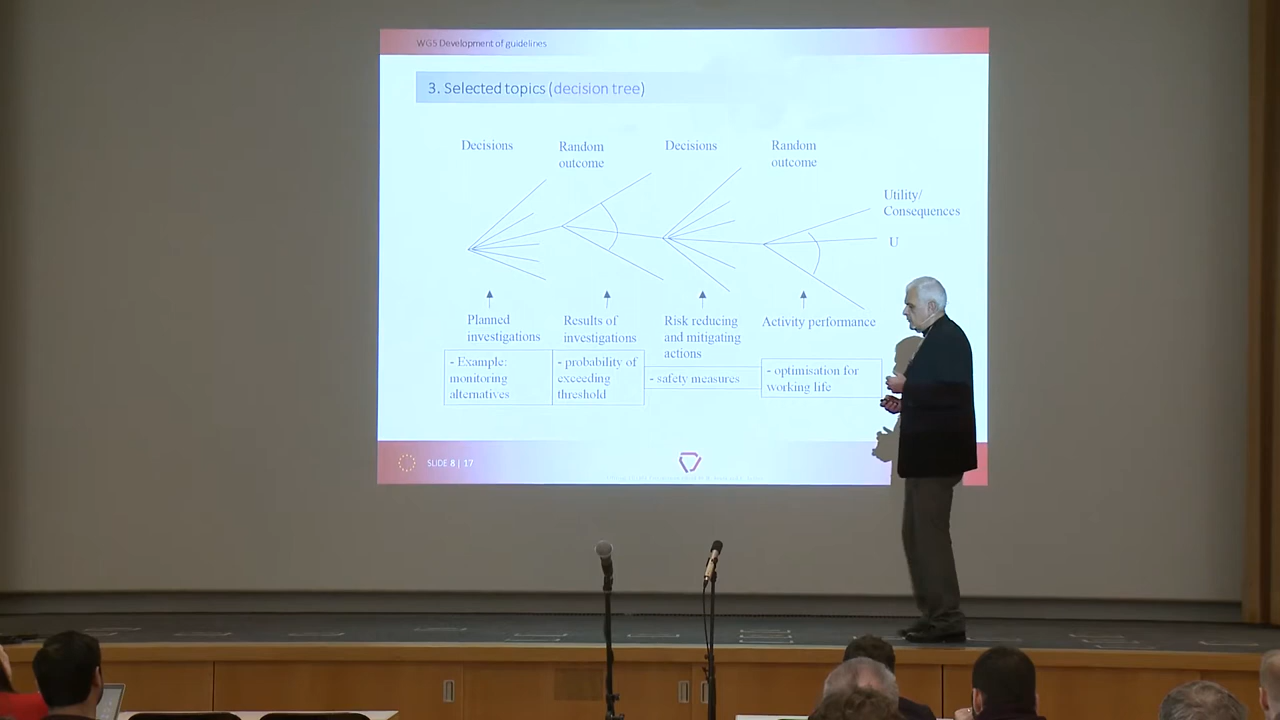 WG5 Development of guidelines
3. Selected topics (decision tree)
Decisions
Random
outcome
Decisions
Random
outcome
Utility/
Consequences
U
Planned
investigations
Results of
investigations
Risk reducing
and mitigating
actions
Activity performance
- Example:
monitoring
alternatives
- probability of
exceeding
threshold
- safety measures
- optimisation for
working life
SLIDE 8 | 17